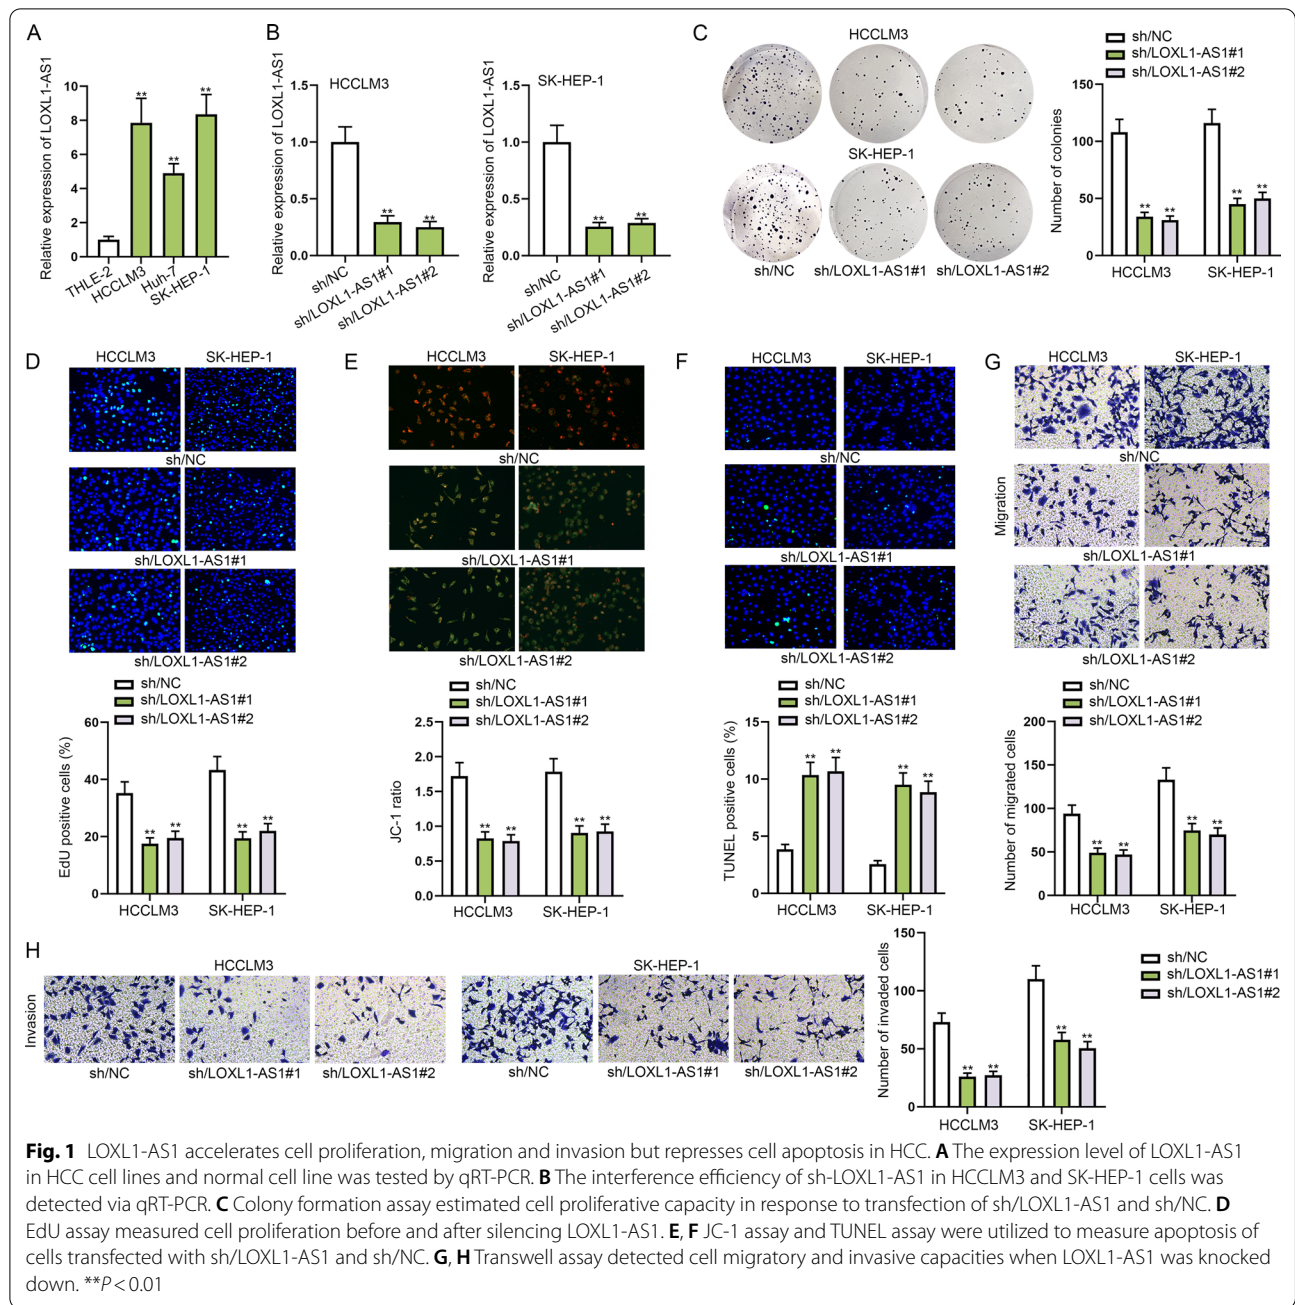 A
Relative expression of LOXL1-AS1
10
8
6
4
2
0
**
**
**
THLE-2
HCCLM3
Huh-7
SK-HEP-1
B
Relative expression of LOXL1-AS1
HCCLM3
1.5
1.0
0.5
0.0
**
**
sh/NC
sh/LOXL1-AS1#1
sh/LOXL1-AS1#2
Relative expression of LOXL1-AS1
SK-HEP-1
1.5
1.0
0.5
0.0
**
**
sh/NC
sh/LOXL1-AS1#1
sh/LOXL1-AS1#2
C
HCCLM3
SK-HEP-1
sh/NC
sh/LOXL1-AS1#1
sh/LOXL1-AS1#2
sh/NC
sh/LOXL1-AS1#1
sh/LOXL1-AS1#2
Number of colonies
150
100
50
0
**
**
**
**
HCCLM3
SK-HEP-1
D
HCCLM3
SK-HEP-1
sh/NC
sh/LOXL1-AS1#1
sh/LOXL1-AS1#2
sh/NC
sh/LOXL1-AS1#1
sh/LOXL1-AS1#2
EdU positive cells (%)
60
40
20
0
**
**
**
**
HCCLM3
SK-HEP-1
E
HCCLM3
SK-HEP-1
sh/NC
sh/LOXL1-AS1#1
sh/LOXL1-AS1#2
sh/NC
sh/LOXL1-AS1#1
sh/LOXL1-AS1#2
JC-1 ratio
2.5
2.0
1.5
1.0
0.5
0.0
**
**
**
**
HCCLM3
SK-HEP-1
F
HCCLM3
SK-HEP-1
sh/NC
sh/LOXL1-AS1#1
sh/LOXL1-AS1#2
sh/NC
sh/LOXL1-AS1#1
sh/LOXL1-AS1#2
TUNEL positive cells (%)
15
10
5
0
**
**
**
**
HCCLM3
SK-HEP-1
G
HCCLM3
SK-HEP-1
Migration
sh/NC
sh/LOXL1-AS1#1
sh/LOXL1-AS1#2
sh/NC
sh/LOXL1-AS1#1
sh/LOXL1-AS1#2
Number of migrated cells
200
150
100
50
0
**
**
**
**
HCCLM3
SK-HEP-1
H
HCCLM3
SK-HEP-1
Invasion
sh/NC
sh/LOXL1-AS1#1
sh/LOXL1-AS1#2
sh/NC
sh/LOXL1-AS1#1
sh/LOXL1-AS1#2
Number of invaded cells
150
100
50
0
**
**
**
**
HCCLM3
SK-HEP-1
sh/NC
sh/LOXL1-AS1#1
sh/LOXL1-AS1#2
Fig. 1 LOXL1-AS1 accelerates cell proliferation, migration and invasion but represses cell apoptosis in HCC. A The expression level of LOXL1-AS1
in HCC cell lines and normal cell line was tested by qRT-PCR. B The interference efficiency of sh-LOXL1-AS1 in HCCLM3 and SK-HEP-1 cells was
detected via qRT-PCR. C Colony formation assay estimated cell proliferative capacity in response to transfection of sh/LOXL1-AS1 and sh/NC. D
EdU assay measured cell proliferation before and after silencing LOXL1-AS1. E, F JC-1 assay and TUNEL assay were utilized to measure apoptosis of
cells transfected with sh/LOXL1-AS1 and sh/NC. G, H Transwell assay detected cell migratory and invasive capacities when LOXL1-AS1 was knocked
down. **P < 0.01